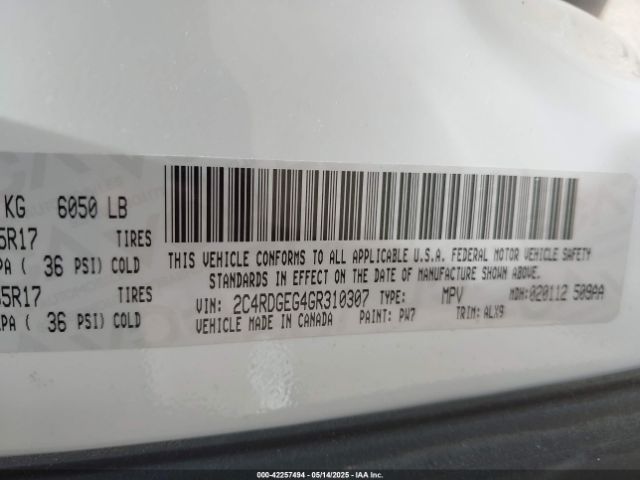 KG 6050 LB
5R17 TIRES
PA ( 36 PSI) COLD
5R17 TIRES
KPA ( 36 PSI) COLD
THIS VEHICLE CONFORMS TO ALL APPLICABLE U.S.A. FEDERAL MOTOR VEHICLE SAFETY
STANDARDS IN EFFECT ON THE DATE OF MANUFACTURE SHOWN ABOVE.
VIN: 2C4RDGEG4GR310307 TYPE: MPV MDH:020112 509AA
VEHICLE MADE IN CANADA PAINT: PW7 TRIM: ALX9
000-42257494 - 05/14/2025 - IAA Inc.